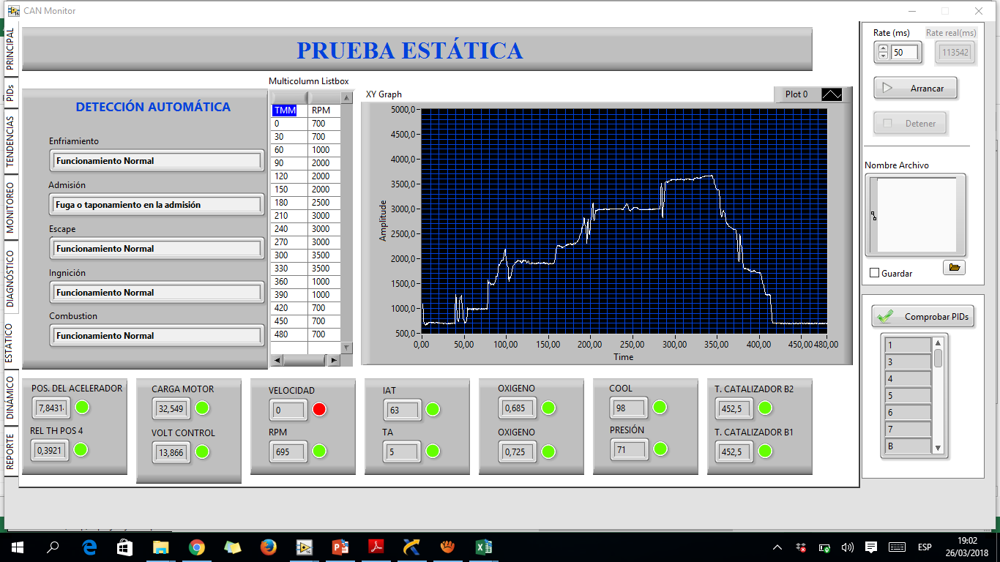 CAN Monitor
PRINCIPAL
PIDs
TENDENCIAS
MONITOREO
DIAGNÓSTICO
ESTÁTICO
DINÁMICO
REPORTE
PRUEBA ESTÁTICA
DETECCIÓN AUTOMÁTICA
Enfriamiento
Funcionamiento Normal
Admisión
Fuga o taponamiento en la admisión
Escape
Funcionamiento Normal
Ingnición
Funcionamiento Normal
Combustion
Funcionamiento Normal
Multicolumn Listbox
TMM RPM
0 700
30 700
60 1000
90 2000
120 2000
150 2000
180 2500
210 3000
240 3000
270 3000
300 3500
330 3500
360 1000
390 1000
420 700
450 700
480 700
XY Graph
Plot 0
Amplitude
5000,0
4500,0
4000,0
3500,0
3000,0
2500,0
2000,0
1500,0
1000,0
500,0
0,00 50,00 100,00 150,00 200,00 250,00 300,00 350,00 400,00 450,00 480,00
Time
POS. DEL ACELERADOR
7,8431
REL TH POS 4
0,3921
CARGA MOTOR
32,549
VOLT CONTROL
13,866
VELOCIDAD
0
RPM
695
IAT
63
TA
5
OXIGENO
0,685
OXIGENO
0,725
COOL
98
PRESIÓN
71
T. CATALIZADOR B2
452,5
T. CATALIZADOR B1
452,5
Rate (ms) Rate real(ms)
50 113542
Arrancar
Detener
Nombre Archivo
Guardar
Comprobar PIDs
1
3
4
5
6
7
B
ESP
19:02
26/03/2018